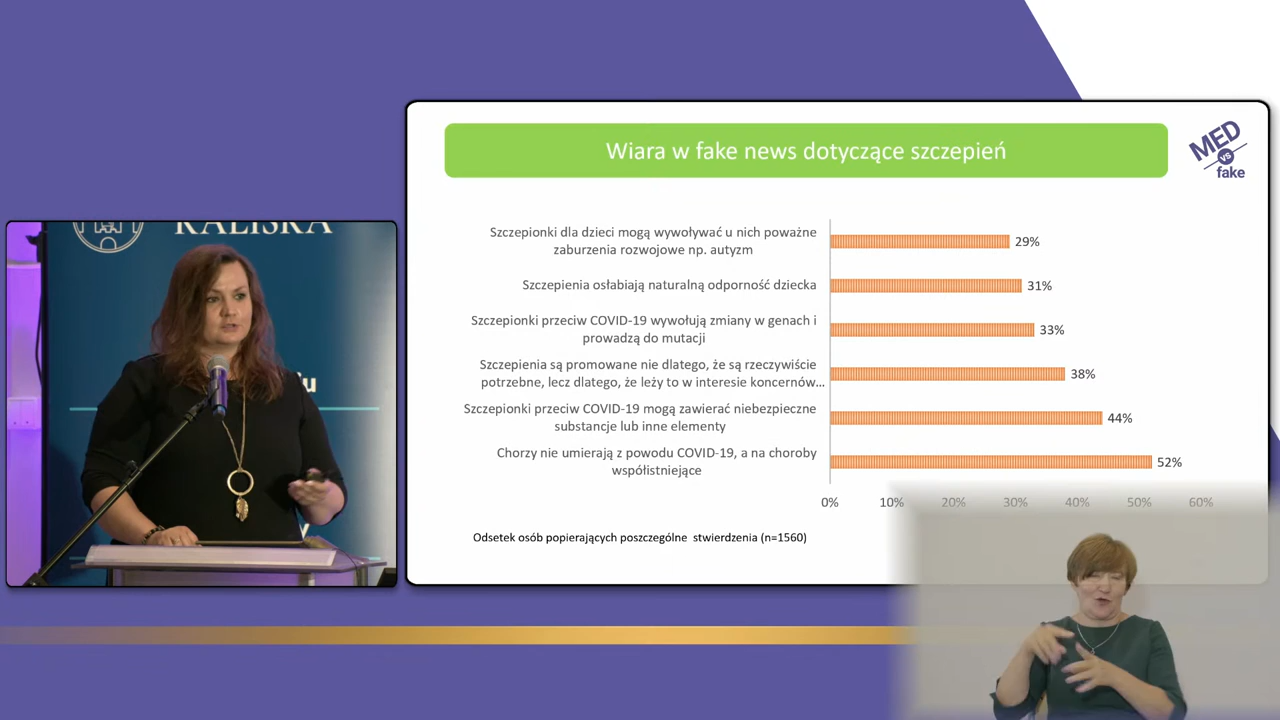 Wiara w fake news dotyczące szczepień
MED
vs
fake
KALISKA
Szczepionki dla dzieci mogą wywoływać u nich poważne
zaburzenia rozwojowe np. autyzm
29%
Szczepienia osłabiają naturalną odporność dziecka
31%
Szczepionki przeciw COVID-19 wywołują zmiany w genach i
prowadzą do mutacji
33%
Szczepienia są promowane nie dlatego, że są rzeczywiście
potrzebne, lecz dlatego, że leży to w interesie koncernów...
38%
Szczepionki przeciw COVID-19 mogą zawierać niebezpieczne
substancje lub inne elementy
44%
Chorzy nie umierają z powodu COVID-19, a na choroby
współistniejące
52%
0% 10% 20% 30% 40% 50% 60%
Odsetek osób popierających poszczególne stwierdzenia (n=1560)